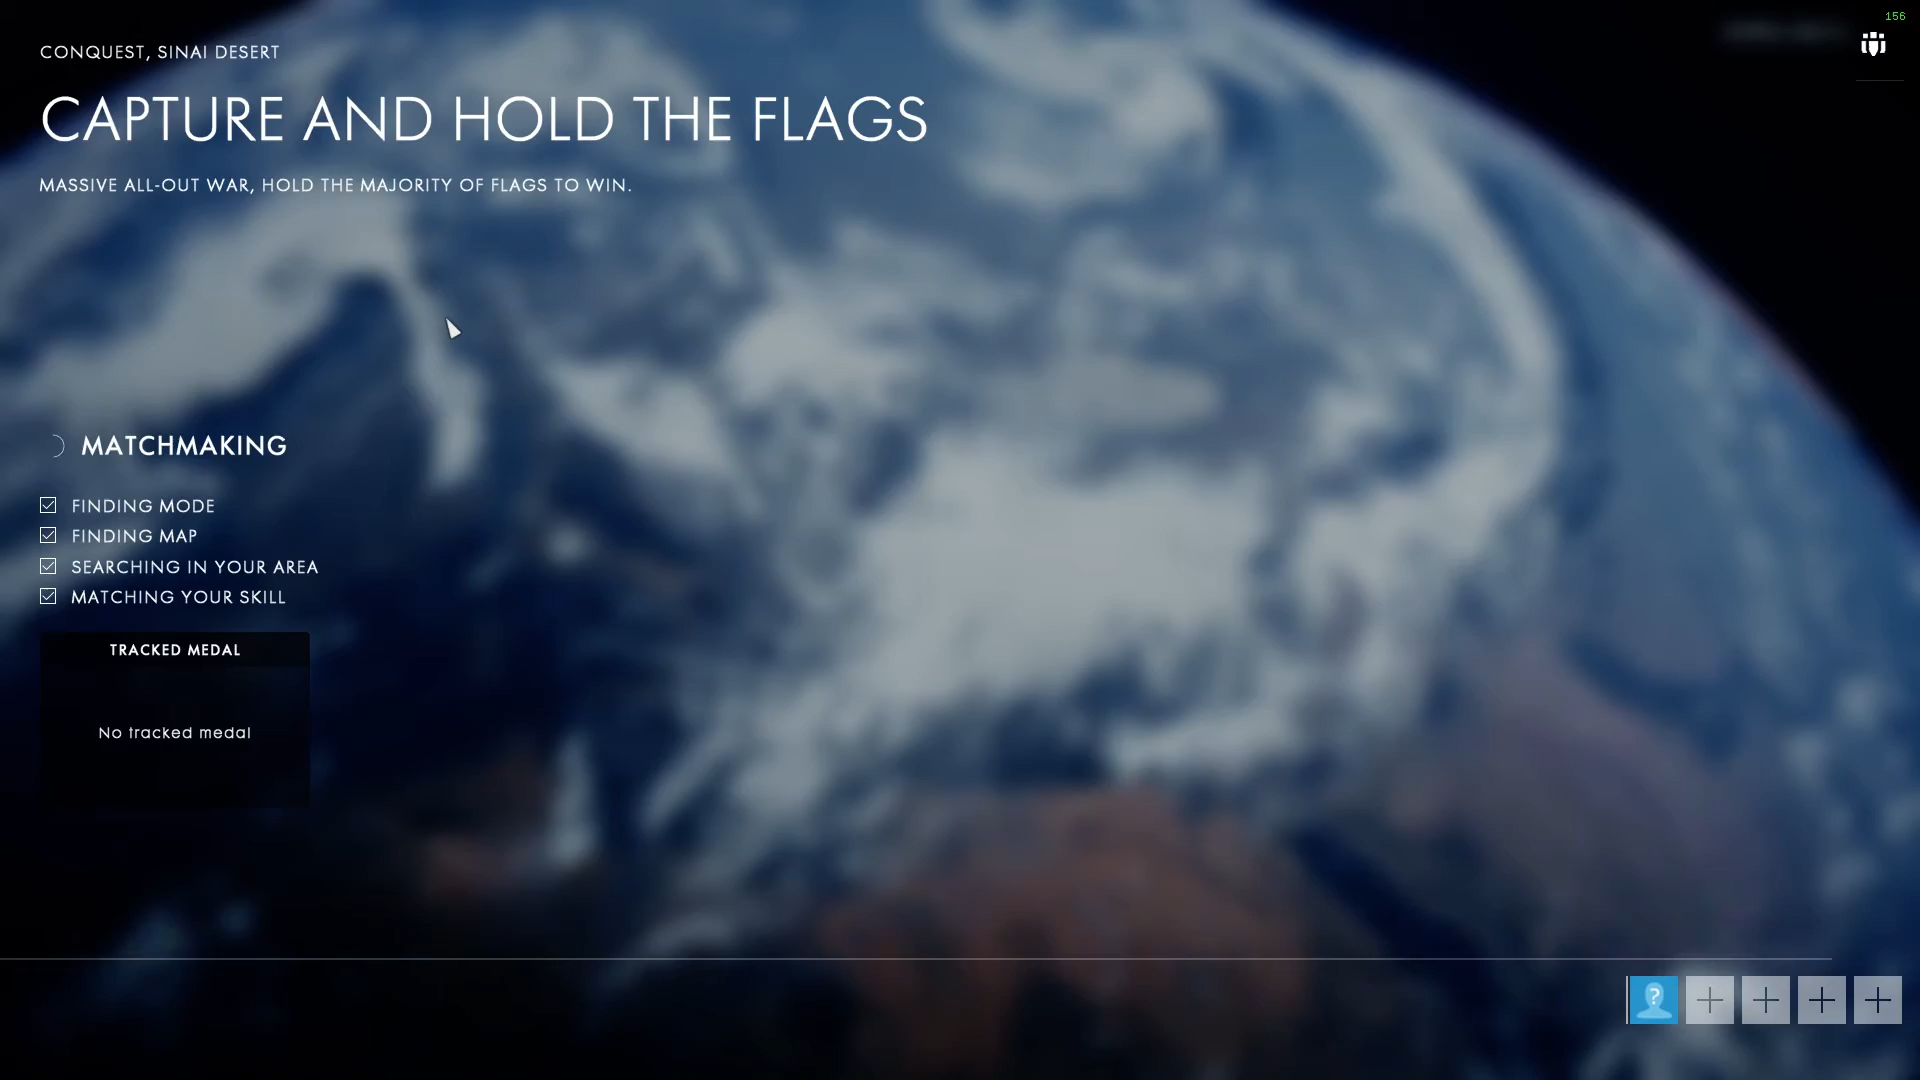 156
CONQUEST, SINAI DESERT
CAPTURE AND HOLD THE FLAGS
MASSIVE ALL-OUT WAR, HOLD THE MAJORITY OF FLAGS TO WIN.
MATCHMAKING
FINDING MODE
FINDING MAP
SEARCHING IN YOUR AREA
MATCHING YOUR SKILL
TRACKED MEDAL
No tracked medal
?